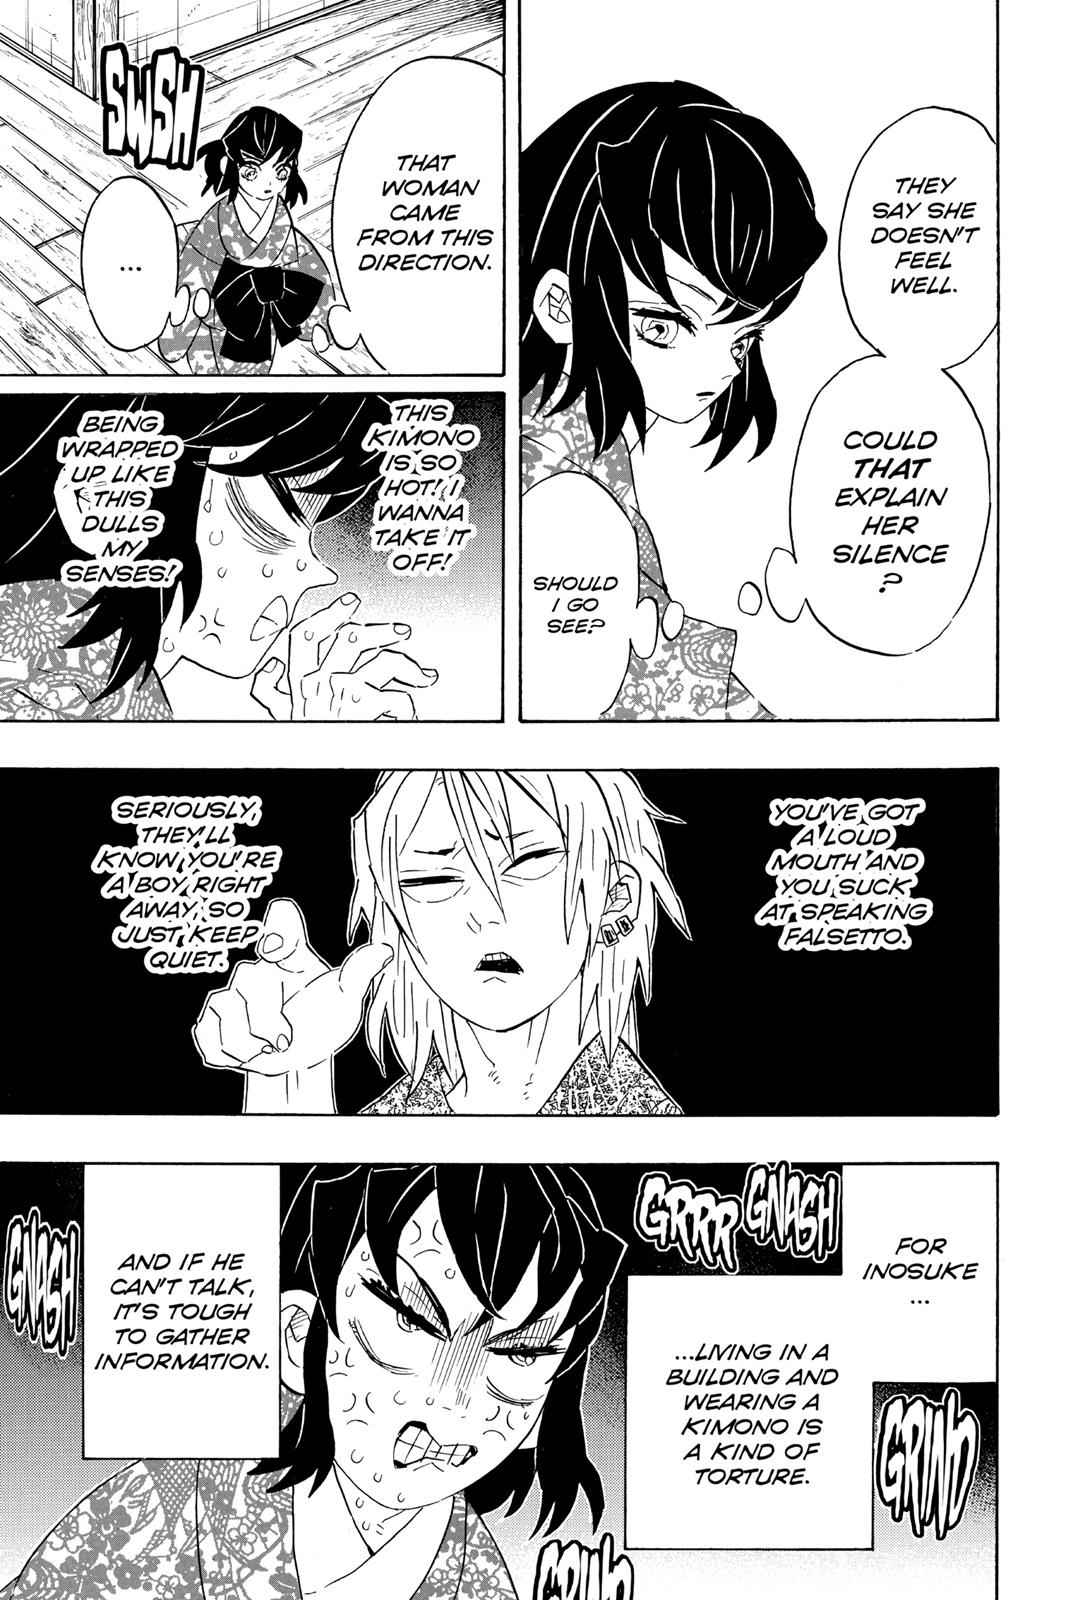 THEY
SAY SHE
DOESN'T
FEEL
WELL.
COULD
THAT
EXPLAIN
HER
SILENCE
?
SHOULD
I GO
SEE?
THAT
WOMAN
CAME
FROM THIS
DIRECTION.
SWSH
...
THIS
KIMONO
IS SO
HOT! I
WANNA
TAKE IT
OFF!
BEING
WRAPPED
UP LIKE
THIS
DULLS
MY
SENSES!
YOU'VE GOT
A LOUD
MOUTH AND
YOU SUCK
AT SPEAKING
FALSETTO.
SERIOUSLY,
THEY'LL
KNOW YOU'RE
A BOY RIGHT
AWAY, SO
JUST KEEP
QUIET.
FOR
INOSUKE
...
GNASH
GRRR
...LIVING IN A
BUILDING AND
WEARING A
KIMONO IS
A KIND OF
TORTURE.
GRIND
AND IF HE
CAN'T TALK,
IT'S TOUGH
TO GATHER
INFORMATION.
GNASH
GRIND